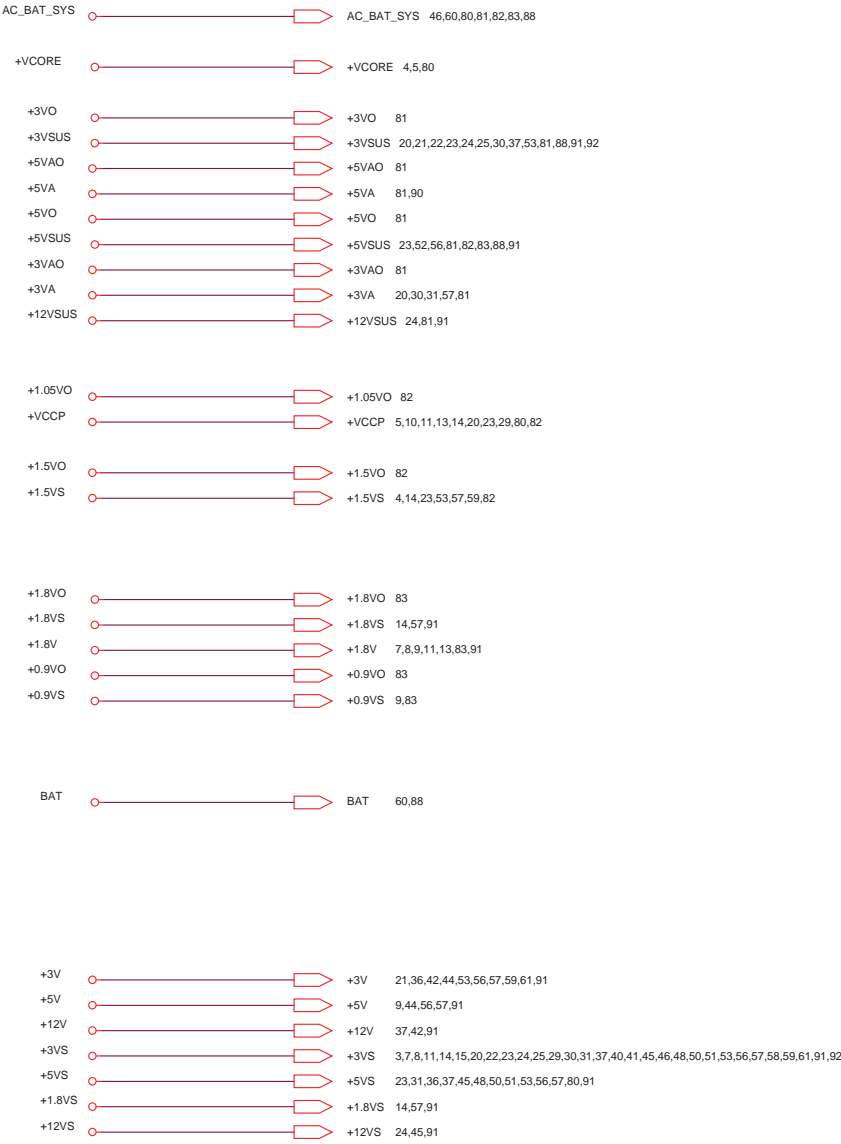 AC_BAT_SYS AC_BAT_SYS 46,60,80,81,82,83,88
+VCORE +VCORE 4,5,80
+3VO +3VO 81
+3VSUS +3VSUS 20,21,22,23,24,25,30,37,53,81,88,91,92
+5VAO +5VAO 81
+5VA +5VA 81,90
+5VO +5VO 81
+5VSUS +5VSUS 23,52,56,81,82,83,88,91
+3VAO +3VAO 81
+3VA +3VA 20,30,31,57,81
+12VSUS +12VSUS 24,81,91
+1.05VO +1.05VO 82
+VCCP +VCCP 5,10,11,13,14,20,23,29,80,82
+1.5VO +1.5VO 82
+1.5VS +1.5VS 4,14,23,53,57,59,82
+1.8VO +1.8VO 83
+1.8VS +1.8VS 14,57,91
+1.8V +1.8V 7,8,9,11,13,83,91
+0.9VO +0.9VO 83
+0.9VS +0.9VS 9,83
BAT BAT 60,88
+3V +3V 21,36,42,44,53,56,57,59,61,91
+5V +5V 9,44,56,57,91
+12V +12V 37,42,91
+3VS +3VS 3,7,8,11,14,15,20,22,23,24,25,29,30,31,37,40,41,45,46,48,50,51,53,56,57,58,59,61,91,92
+5VS +5VS 23,31,36,37,45,48,50,51,53,56,57,80,91
+1.8VS +1.8VS 14,57,91
+12VS +12VS 24,45,91